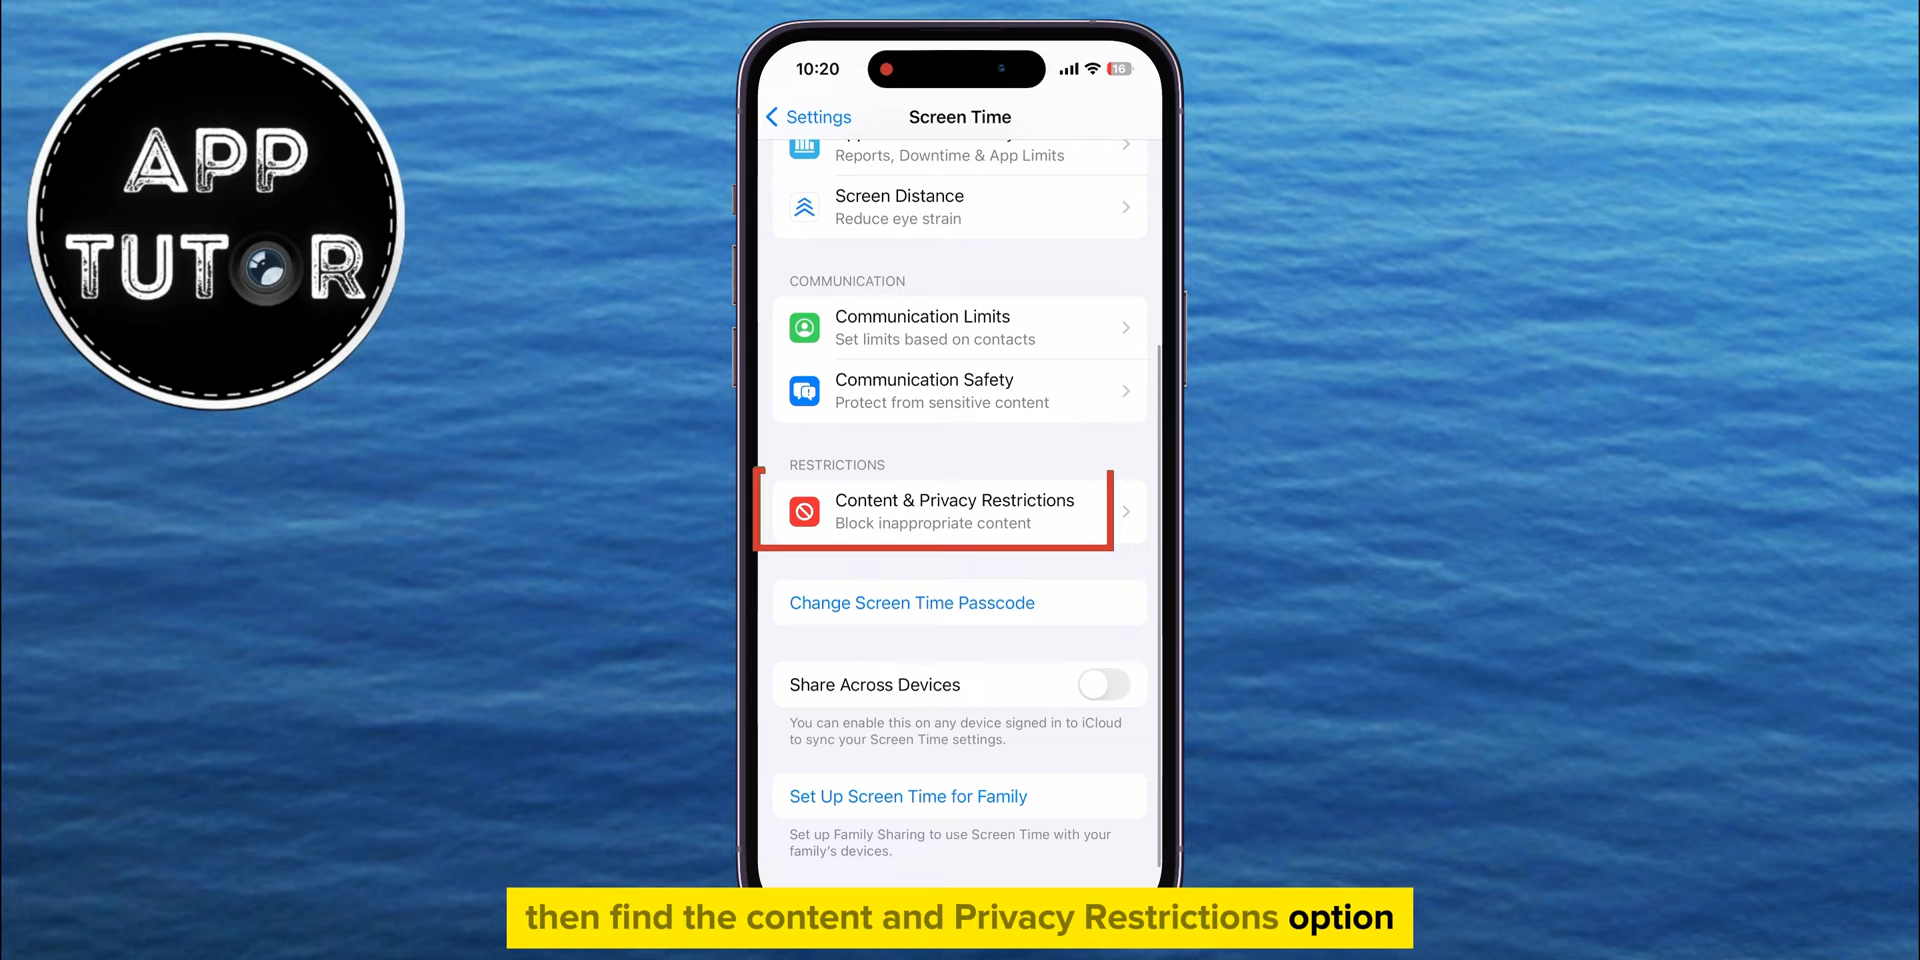 APP
TUTOR
10:20
16
Settings
Screen Time
Reports, Downtime & App Limits
Screen Distance
Reduce eye strain
COMMUNICATION
Communication Limits
Set limits based on contacts
Communication Safety
Protect from sensitive content
RESTRICTIONS
Content & Privacy Restrictions
Block inappropriate content
Change Screen Time Passcode
Share Across Devices
You can enable this on any device signed in to iCloud
to sync your Screen Time settings.
Set Up Screen Time for Family
Set up Family Sharing to use Screen Time with your
family's devices.
then find the content and Privacy Restrictions option